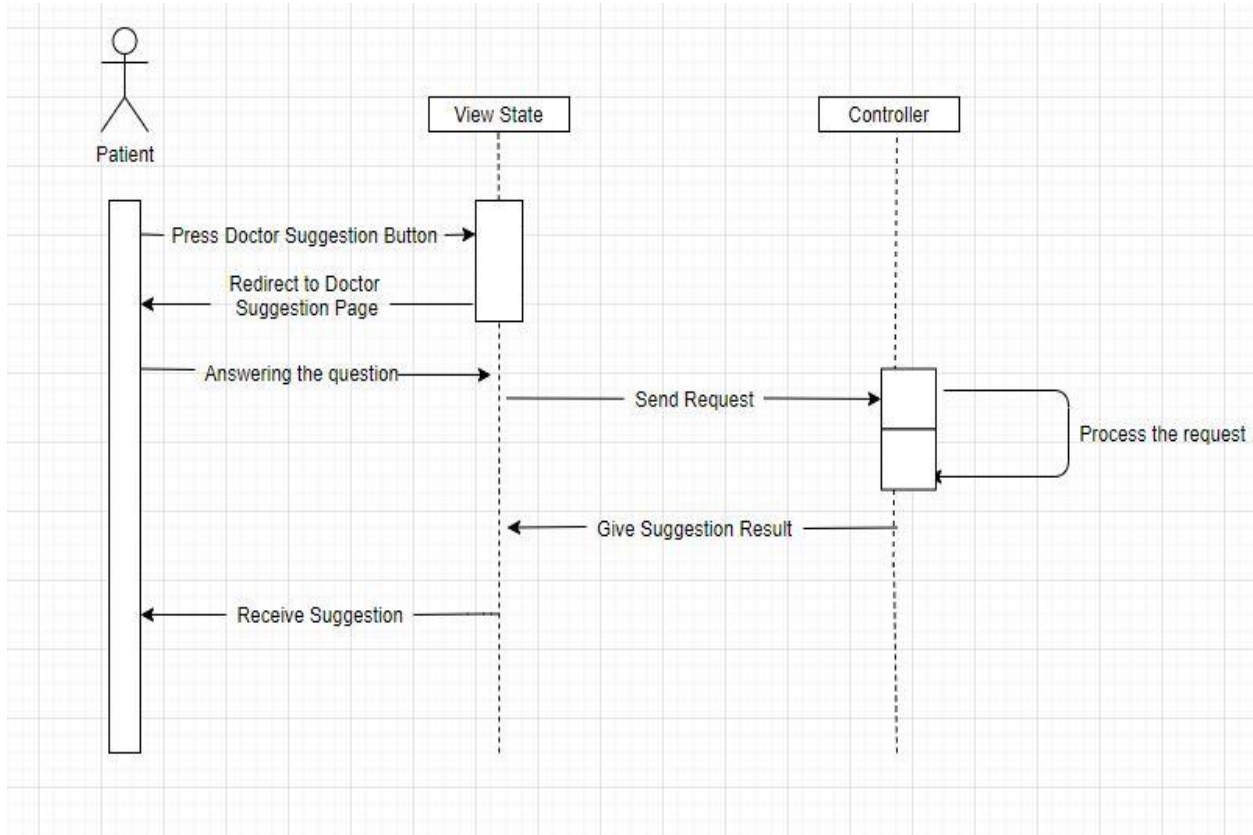 View State
Controller
Patient
Press Doctor Suggestion Button
Redirect to Doctor
Suggestion Page
Answering the question
Send Request
Process the request
Give Suggestion Result
Receive Suggestion